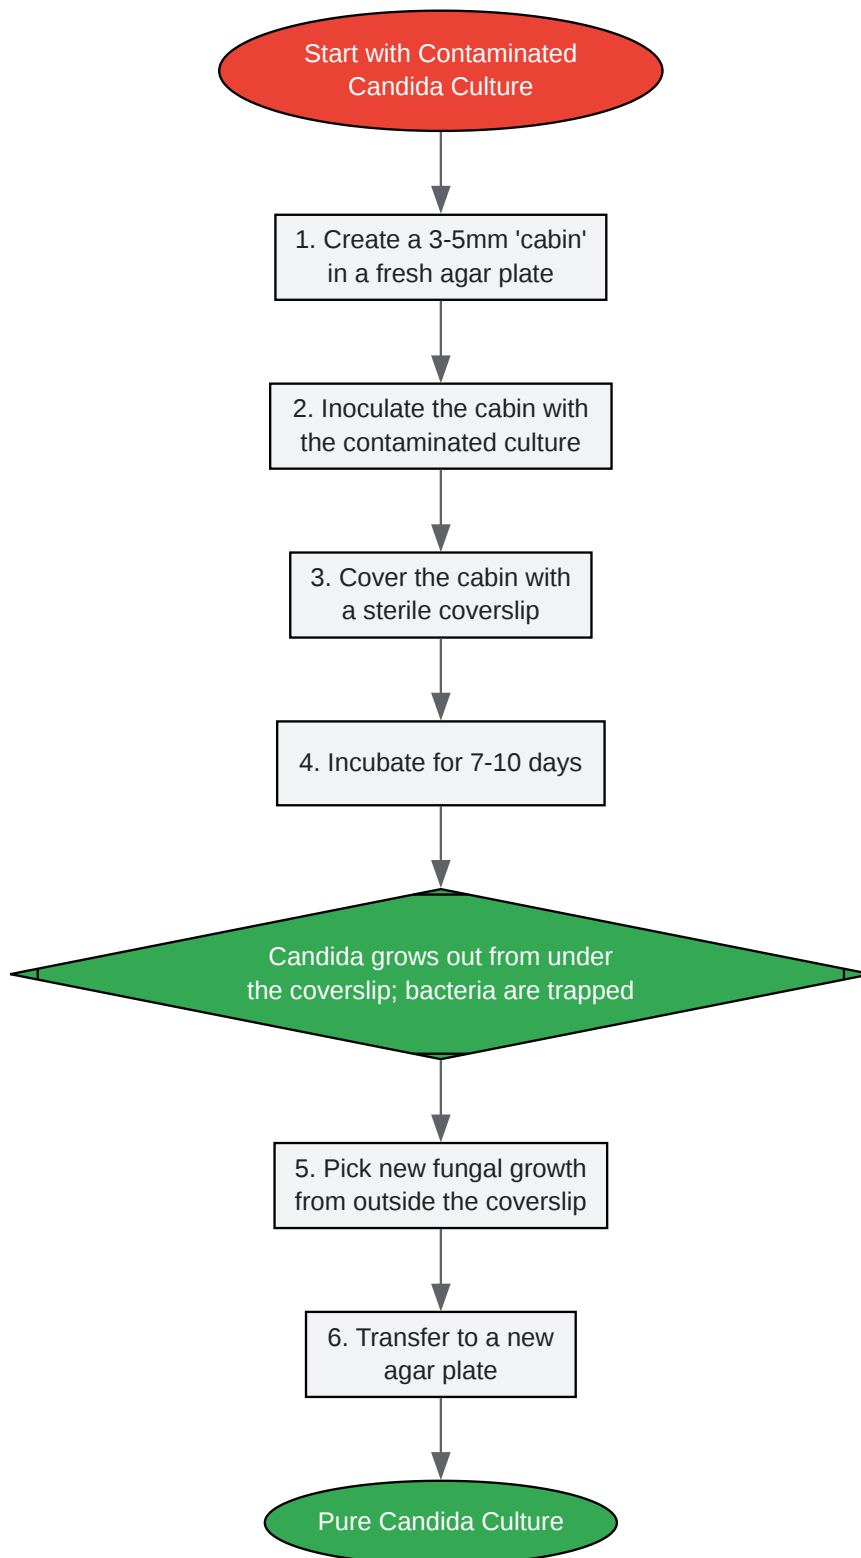 Start with Contaminated
Candida Culture
1. Create a 3-5mm 'cabin'
in a fresh agar plate
2. Inoculate the cabin with
the contaminated culture
3. Cover the cabin with
a sterile coverslip
4. Incubate for 7-10 days
Candida grows out from under
the coverslip; bacteria are trapped
5. Pick new fungal growth
from outside the coverslip
6. Transfer to a new
agar plate
Pure Candida Culture